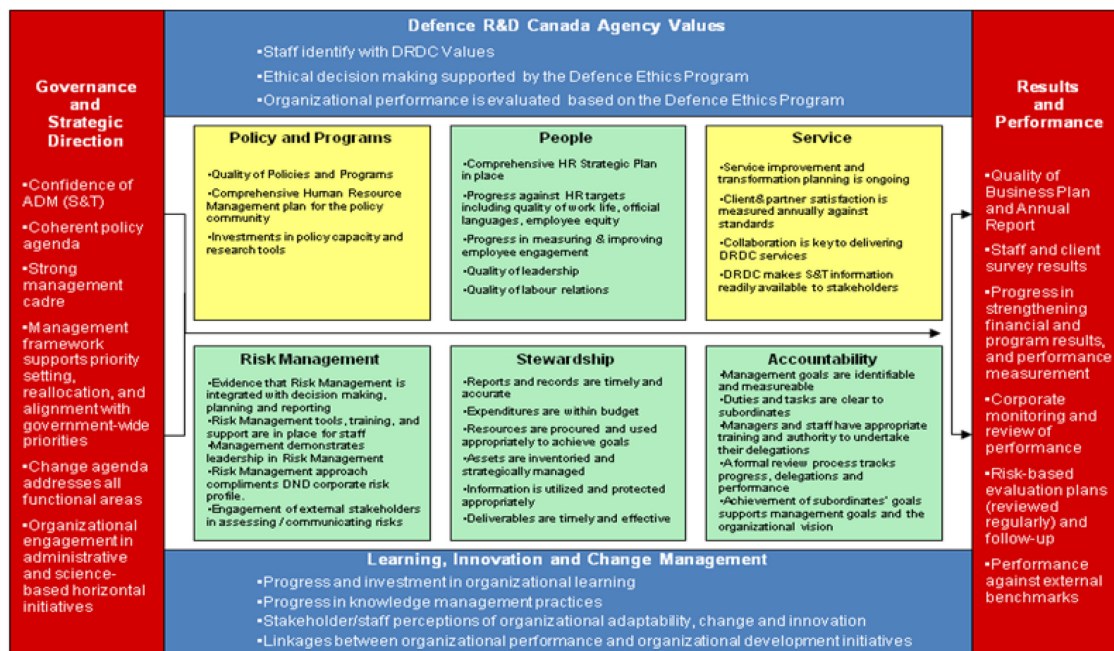 Defence R&D Canada Agency Values
•Staff identify with DRDC Values
•Ethical decision making supported by the Defence Ethics Program
•Organizational performance is evaluated based on the Defence Ethics Program
Governance
and
Strategic
Direction
•Confidence of
ADM (S&T)
•Coherent policy
agenda
•Strong
management
cadre
•Management
framework
supports priority
setting,
reallocation, and
alignment with
government-wide
priorities
•Change agenda
addresses all
functional areas
•Organizational
engagement in
administrative
and science-
based horizontal
initiatives
Policy and Programs
•Quality of Policies and Programs
•Comprehensive Human Resource
Management plan for the policy
community
•Investments in policy capacity and
research tools
People
•Comprehensive HR Strategic Plan
in place
•Progress against HR targets
including quality of work life, official
languages, employee equity
•Progress in measuring & improving
employee engagement
•Quality of leadership
•Quality of labour relations
Service
•Service improvement and
transformation planning is ongoing
•Client& partner satisfaction is
measured annually against
standards
•Collaboration is key to delivering
DRDC services
•DRDC makes S&T information
readily available to stakeholders
Risk Management
•Evidence that Risk Management is
integrated with decision making,
planning and reporting
•Risk Management tools, training, and
support are in place for staff
•Management demonstrates
leadership in Risk Management
•Risk Management approach
compliments DND corporate risk
profile.
•Engagement of external stakeholders
in assessing / communicating risks
Stewardship
•Reports and records are timely and
accurate
•Expenditures are within budget
•Resources are procured and used
appropriately to achieve goals
•Assets are inventoried and
strategically managed
•Information is utilized and protected
appropriately
•Deliverables are timely and effective
Accountability
•Management goals are identifiable
and measureable
•Duties and tasks are clear to
subordinates
•Managers and staff have appropriate
training and authority to undertake
their delegations
•A formal review process tracks
progress, delegations and
performance
•Achievement of subordinates' goals
supports management goals and the
organizational vision
Results
and
Performance
•Quality of
Business Plan
and Annual
Report
•Staff and client
survey results
•Progress in
strengthening
financial and
program results,
and performance
measurement
•Corporate
monitoring and
review of
performance
•Risk-based
evaluation plans
(reviewed
regularly) and
follow-up
•Performance
against external
benchmarks
Learning, Innovation and Change Management
•Progress and investment in organizational learning
•Progress in knowledge management practices
•Stakeholder/staff perceptions of organizational adaptability, change and innovation
•Linkages between organizational performance and organizational development initiatives